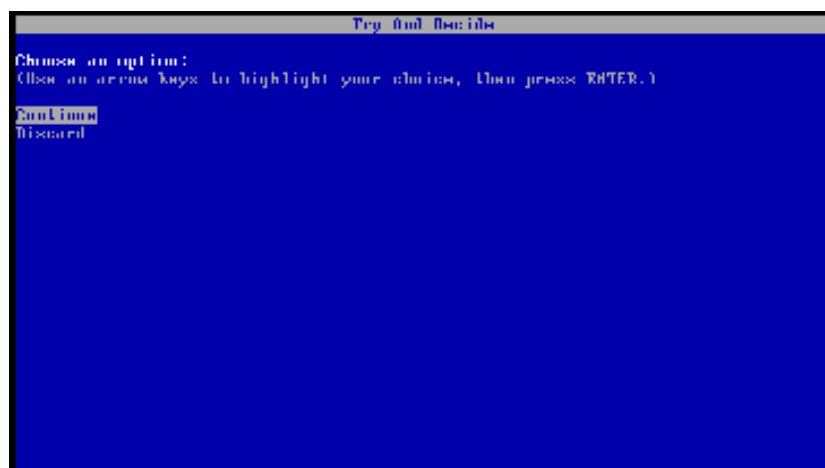 Try And Decide
Choose an option:
(Use an arrow keys to highlight your choice, then press ENTER.)
Continue
Discard